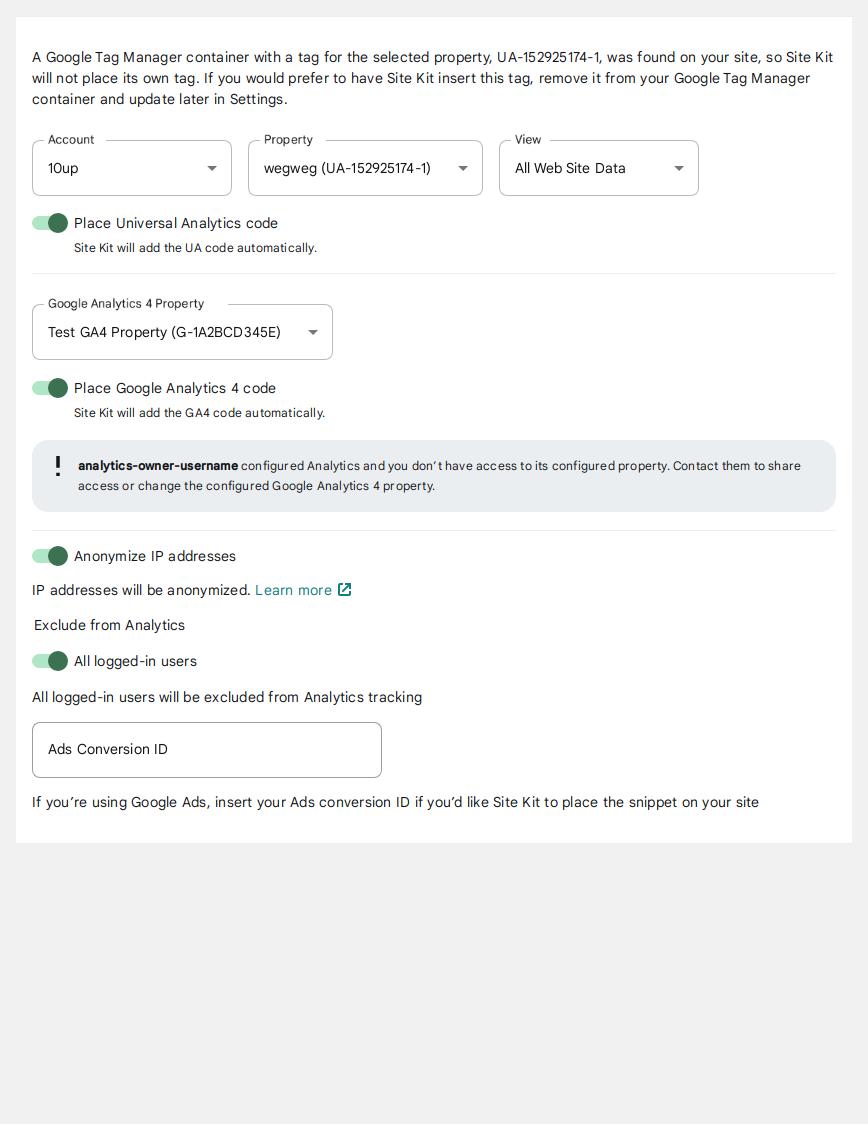 A Google Tag Manager container with a tag for the selected property, UA-152925174-1, was found on your site, so Site Kit
will not place its own tag. If you would prefer to have Site Kit insert this tag, remove it from your Google Tag Manager
container and update later in Settings.
Account
10up
Property
wegweg (UA-152925174-1)
View
All Web Site Data
Place Universal Analytics code
Site Kit will add the UA code automatically.
Google Analytics 4 Property
Test GA4 Property (G-1A2BCD345E)
Place Google Analytics 4 code
Site Kit will add the GA4 code automatically.
analytics-owner-username configured Analytics and you don’t have access to its configured property. Contact them to share
access or change the configured Google Analytics 4 property.
Anonymize IP addresses
IP addresses will be anonymized. Learn more
Exclude from Analytics
All logged-in users
All logged-in users will be excluded from Analytics tracking
Ads Conversion ID
If you’re using Google Ads, insert your Ads conversion ID if you’d like Site Kit to place the snippet on your site